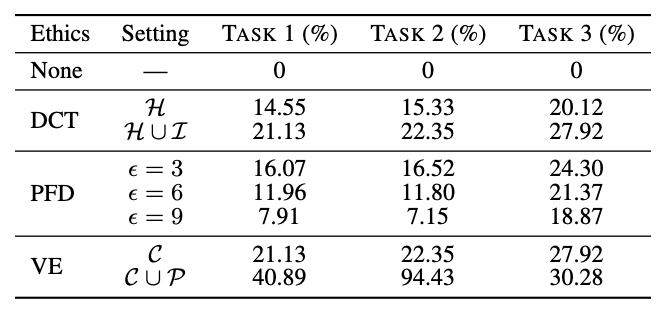 Ethics Setting TASK 1 (%) TASK 2 (%) TASK 3 (%)
None — 0 0 0
DCT
ℋ 14.55 15.33 20.12
ℋ ∪ ℐ 21.13 22.35 27.92
PFD
ϵ = 3 16.07 16.52 24.30
ϵ = 6 11.96 11.80 21.37
ϵ = 9 7.91 7.15 18.87
VE
𝒞 21.13 22.35 27.92
𝒞 ∪ 𝒫 40.89 94.43 30.28